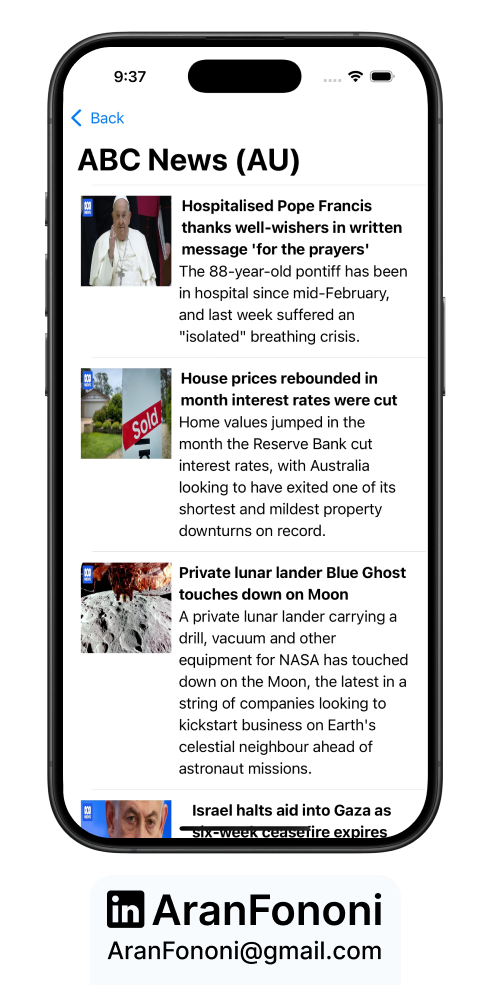 9:37
Back
ABC News (AU)
Hospitalised Pope Francis
thanks well-wishers in written
message 'for the prayers'
The 88-year-old pontiff has been
in hospital since mid-February,
and last week suffered an
"isolated" breathing crisis.
House prices rebounded in
month interest rates were cut
Sold
Home values jumped in the
month the Reserve Bank cut
interest rates, with Australia
looking to have exited one of its
shortest and mildest property
downturns on record.
Private lunar lander Blue Ghost
touches down on Moon
A private lunar lander carrying a
drill, vacuum and other
equipment for NASA has touched
down on the Moon, the latest in a
string of companies looking to
kickstart business on Earth's
celestial neighbour ahead of
astronaut missions.
Israel halts aid into Gaza as
six-week ceasefire expires
in AranFononi
AranFononi@gmail.com